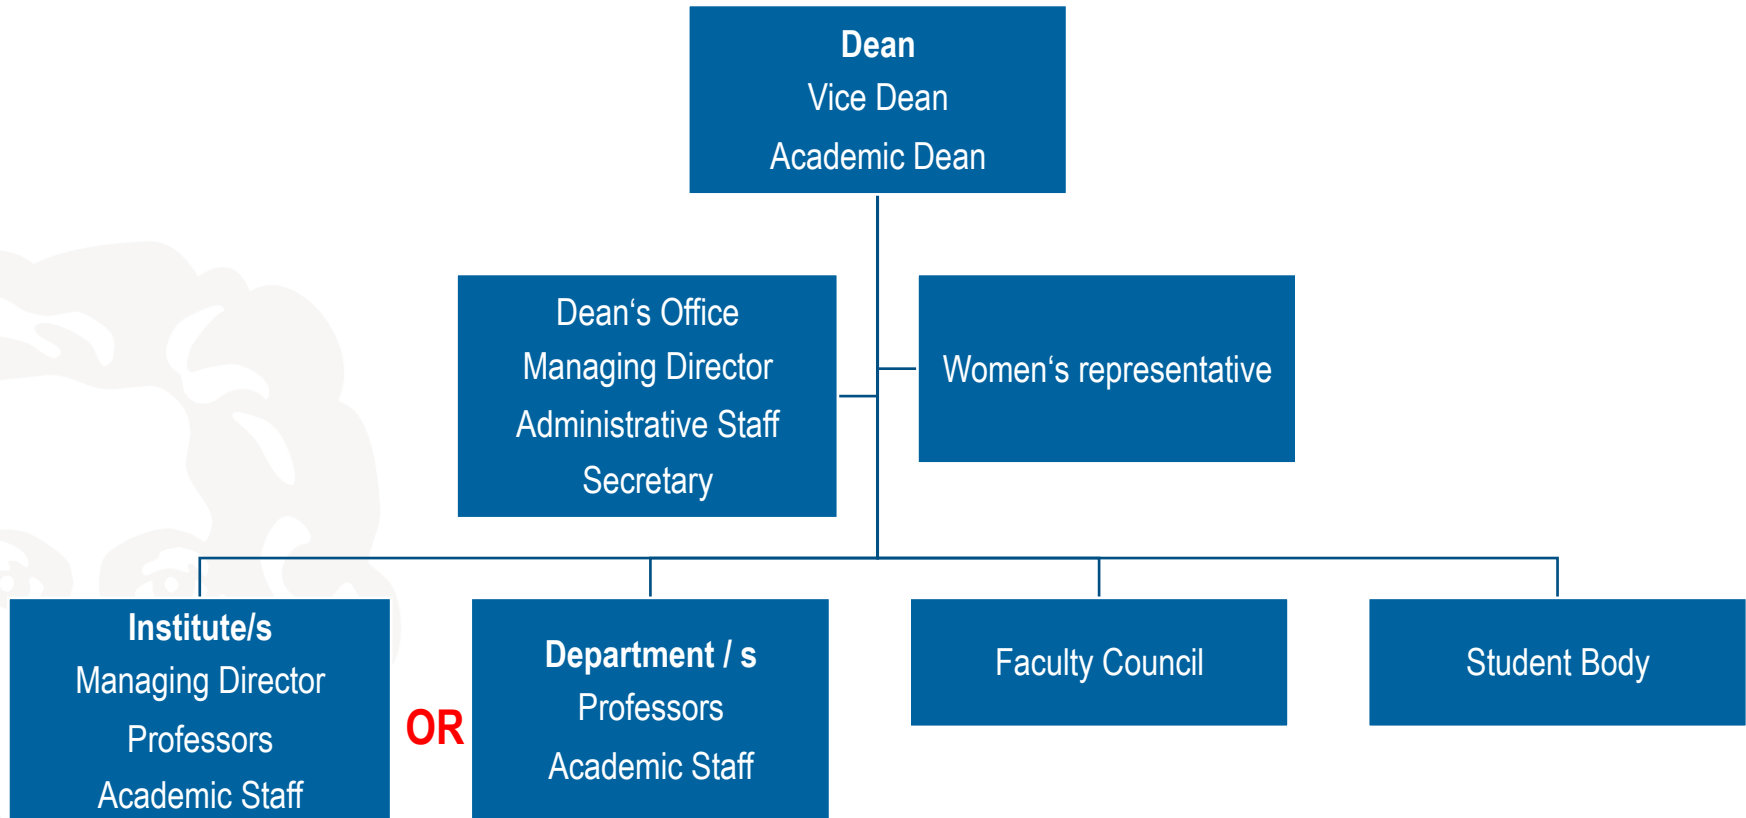 Dean
Vice Dean
Academic Dean
Dean‘s Office
Managing Director
Administrative Staff
Secretary
Women‘s representative
Institute/s
Managing Director
Professors
Academic Staff
OR
Department / s
Professors
Academic Staff
Faculty Council
Student Body